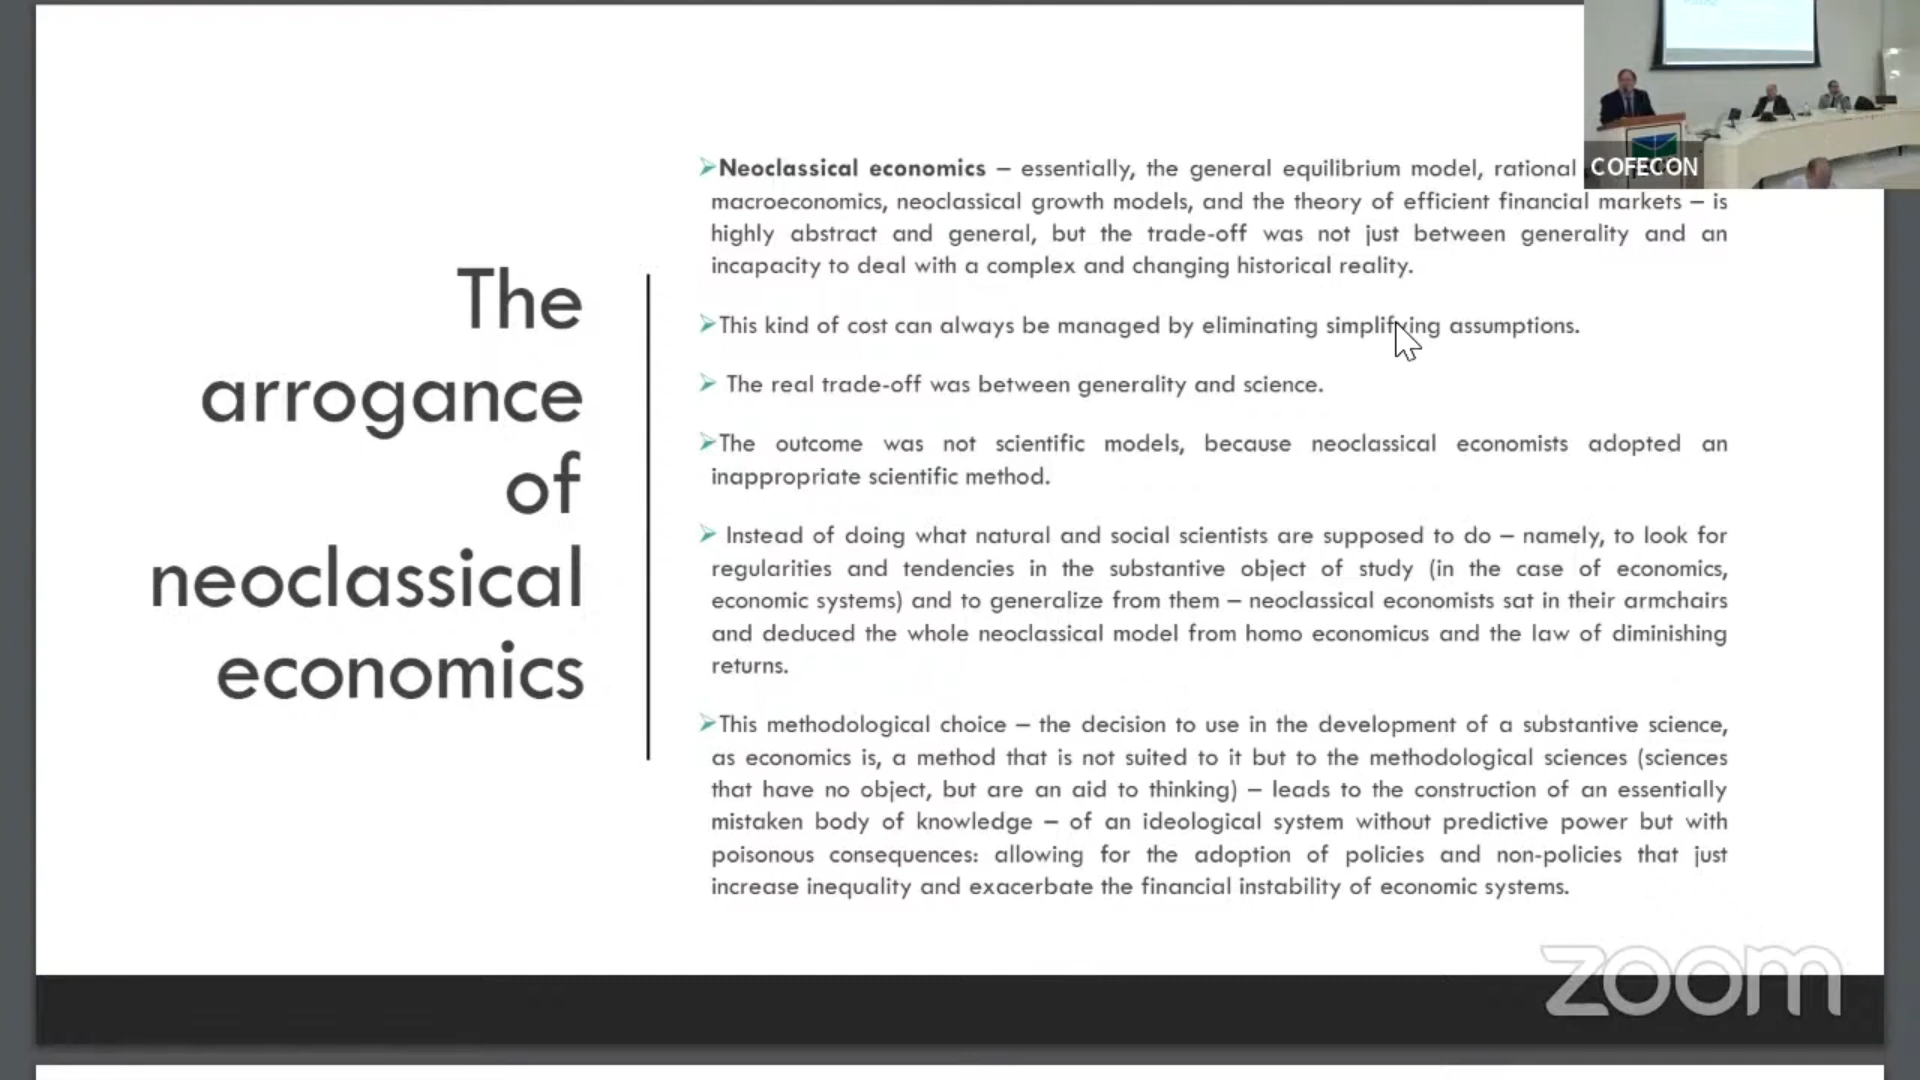 The
arrogance
of
neoclassical
economics
➢Neoclassical economics – essentially, the general equilibrium model, rational
macroeconomics, neoclassical growth models, and the theory of efficient financial markets – is
highly abstract and general, but the trade-off was not just between generality and an
incapacity to deal with a complex and changing historical reality.
➢This kind of cost can always be managed by eliminating simplifying assumptions.
➢ The real trade-off was between generality and science.
➢The outcome was not scientific models, because neoclassical economists adopted an
inappropriate scientific method.
➢ Instead of doing what natural and social scientists are supposed to do – namely, to look for
regularities and tendencies in the substantive object of study (in the case of economics,
economic systems) and to generalize from them – neoclassical economists sat in their armchairs
and deduced the whole neoclassical model from homo economicus and the law of diminishing
returns.
➢This methodological choice – the decision to use in the development of a substantive science,
as economics is, a method that is not suited to it but to the methodological sciences (sciences
that have no object, but are an aid to thinking) – leads to the construction of an essentially
mistaken body of knowledge – of an ideological system without predictive power but with
poisonous consequences: allowing for the adoption of policies and non-policies that just
increase inequality and exacerbate the financial instability of economic systems.
COFECON
zoom